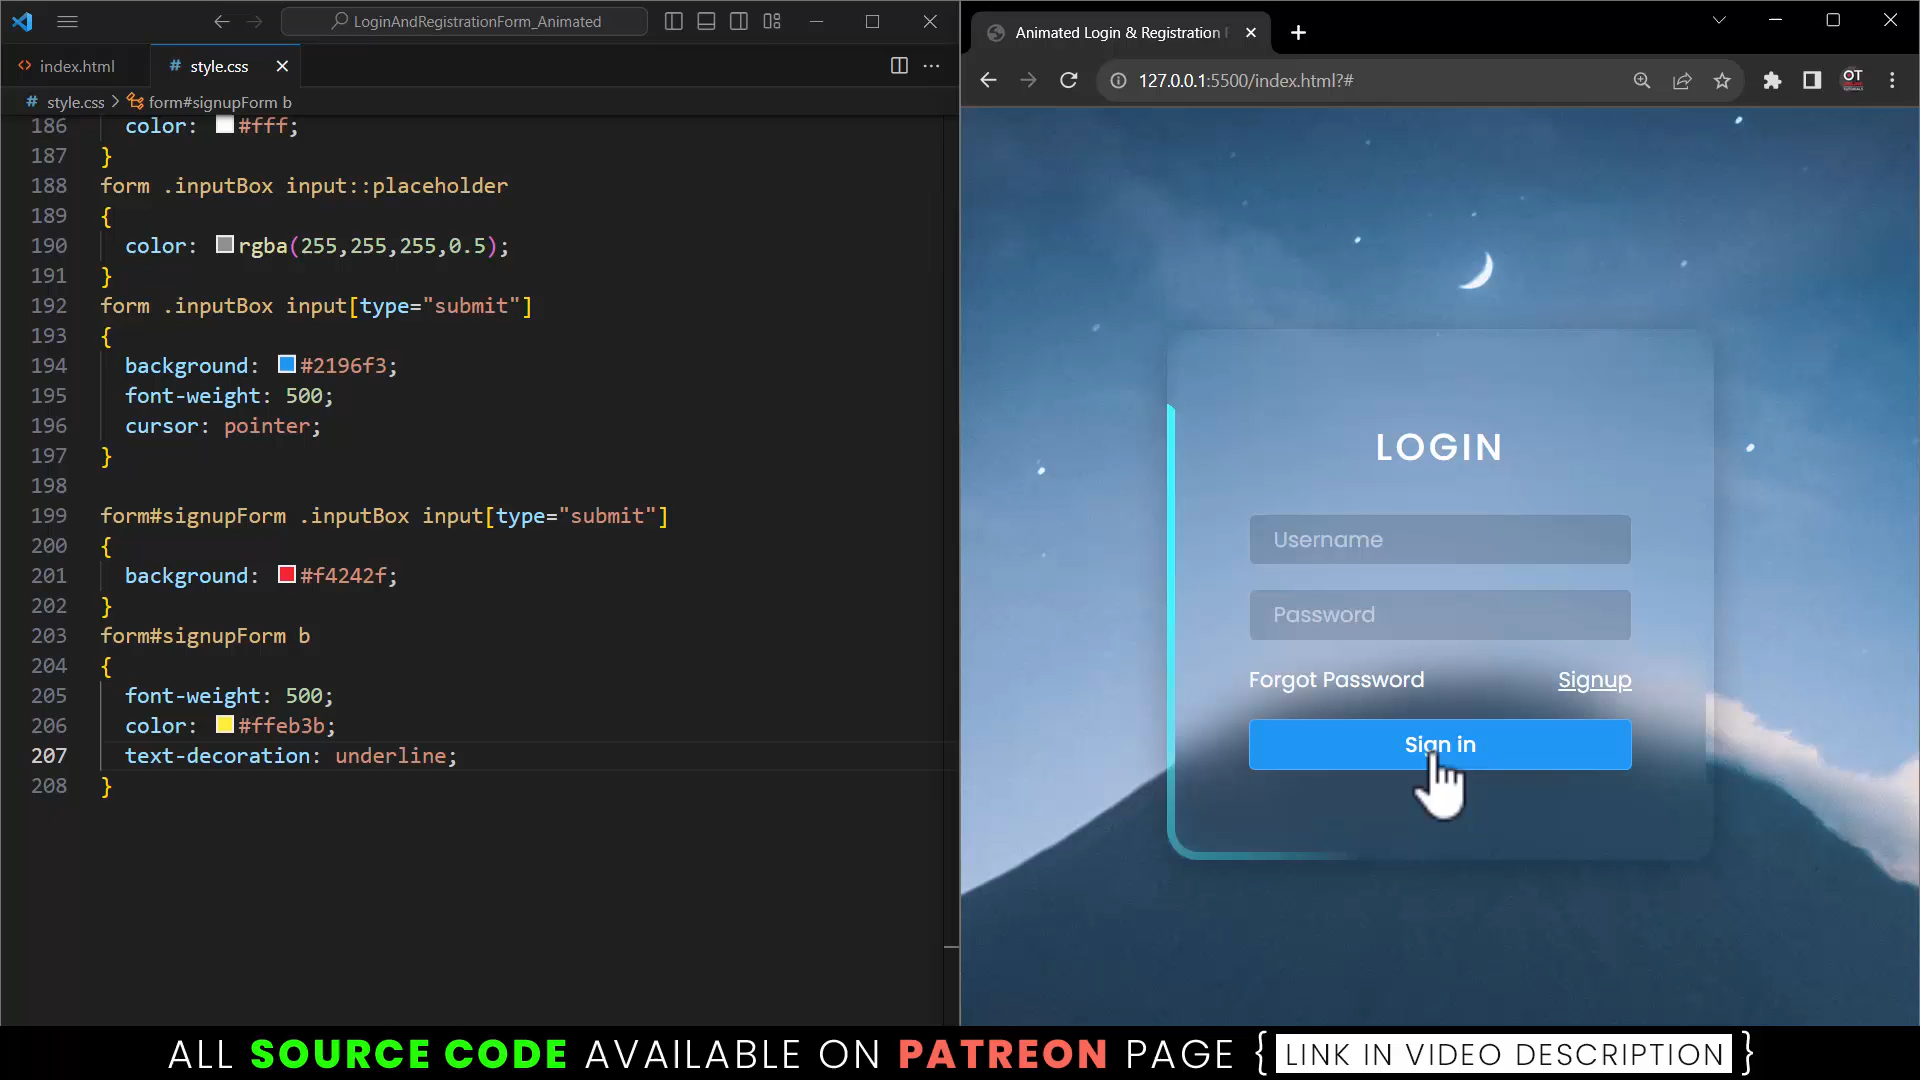 LoginAndRegistrationForm_Animated
index.html
# style.css
# style.css > form#signupForm b
186 color: #fff;
187 }
188 form .inputBox input::placeholder
189 {
190 color: rgba(255,255,255,0.5);
191 }
192 form .inputBox input[type="submit"]
193 {
194 background: #2196f3;
195 font-weight: 500;
196 cursor: pointer;
197 }
198
199 form#signupForm .inputBox input[type="submit"]
200 {
201 background: #f4242f;
202 }
203 form#signupForm b
204 {
205 font-weight: 500;
206 color: #ffeb3b;
207 text-decoration: underline;
208 }
Animated Login & Registration
127.0.0.1:5500/index.html?#
OT
LOGIN
Username
Password
Forgot Password Signup
Sign in
ALL SOURCE CODE AVAILABLE ON PATREON PAGE { LINK IN VIDEO DESCRIPTION }